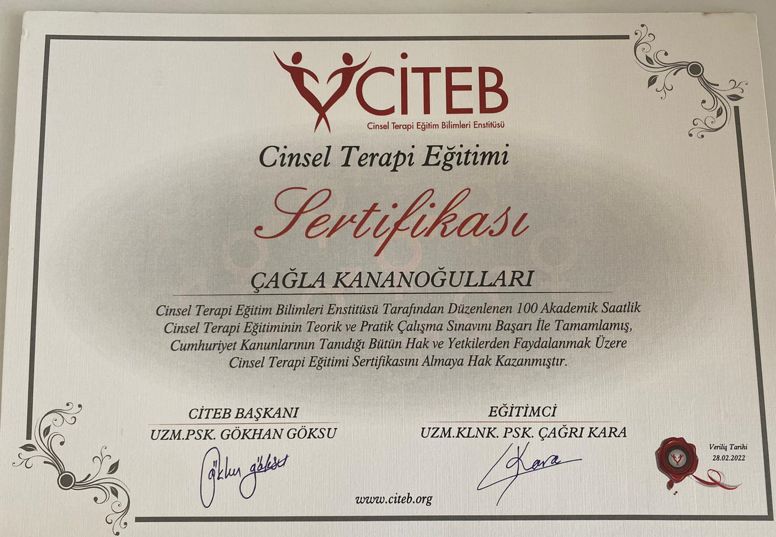 CİTEB
Cinsel Terapi Eğitim Bilimleri Enstitüsü
Cinsel Terapi Eğitimi
Sertifikası
ÇAĞLA KANANOĞULLARI
Cinsel Terapi Eğitim Bilimleri Enstitüsü Tarafından Düzenlenen 100 Akademik Saatlik
Cinsel Terapi Eğitiminin Teorik ve Pratik Çalışma Sınavını Başarı İle Tamamlamış,
Cumhuriyet Kanunlarının Tanıdığı Bütün Hak ve Yetkilerden Faydalanmak Üzere
Cinsel Terapi Eğitimi Sertifikasını Almaya Hak Kazanmıştır.
CİTEB BAŞKANI
UZM.PSK. GÖKHAN GÖKSU
EĞİTİMCİ
UZM.KLNK. PSK. ÇAĞRI KARA
Gökhan göksu
Kara
www.citeb.org
Veriliş Tarihi
28.02.2022